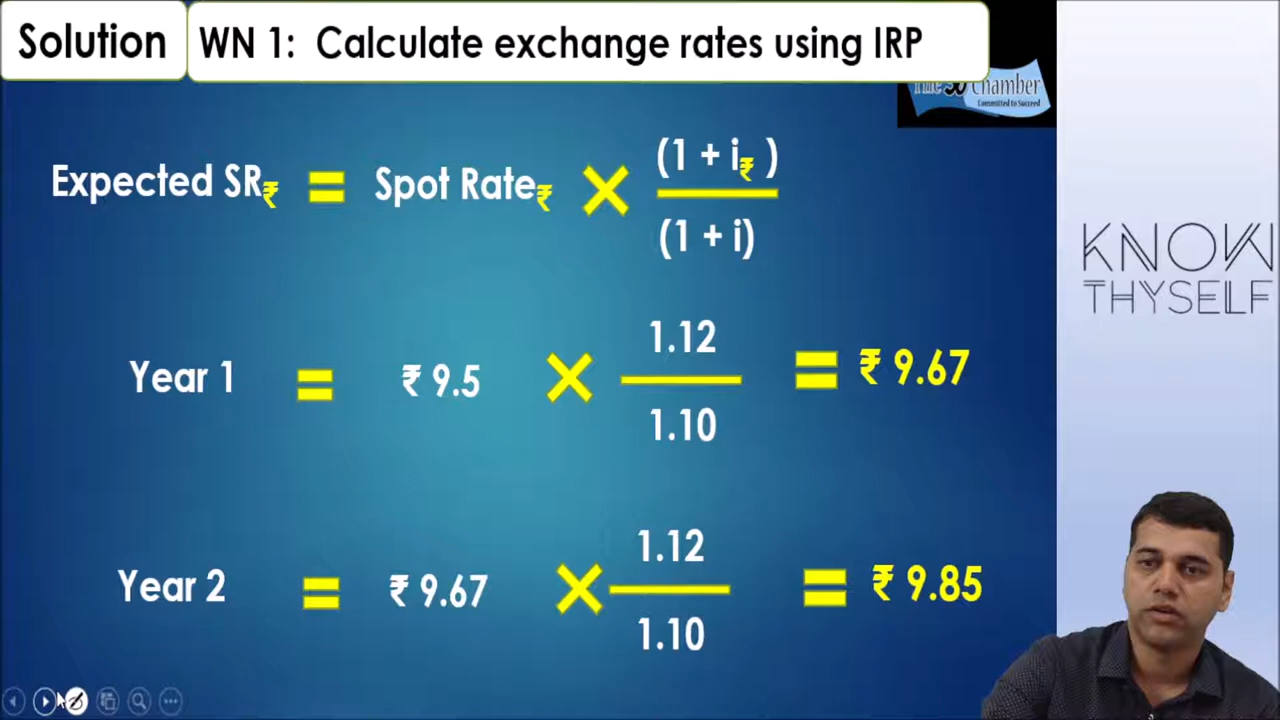 Solution WN 1: Calculate exchange rates using IRP
The SC Chamber
Committed to Succeed
Expected SR₹ = Spot Rate₹ × (1 + i₹ )
(1 + i)
KNOW
THYSELF
Year 1 = ₹ 9.5 × 1.12 = ₹ 9.67
1.10
Year 2 = ₹ 9.67 × 1.12 = ₹ 9.85
1.10